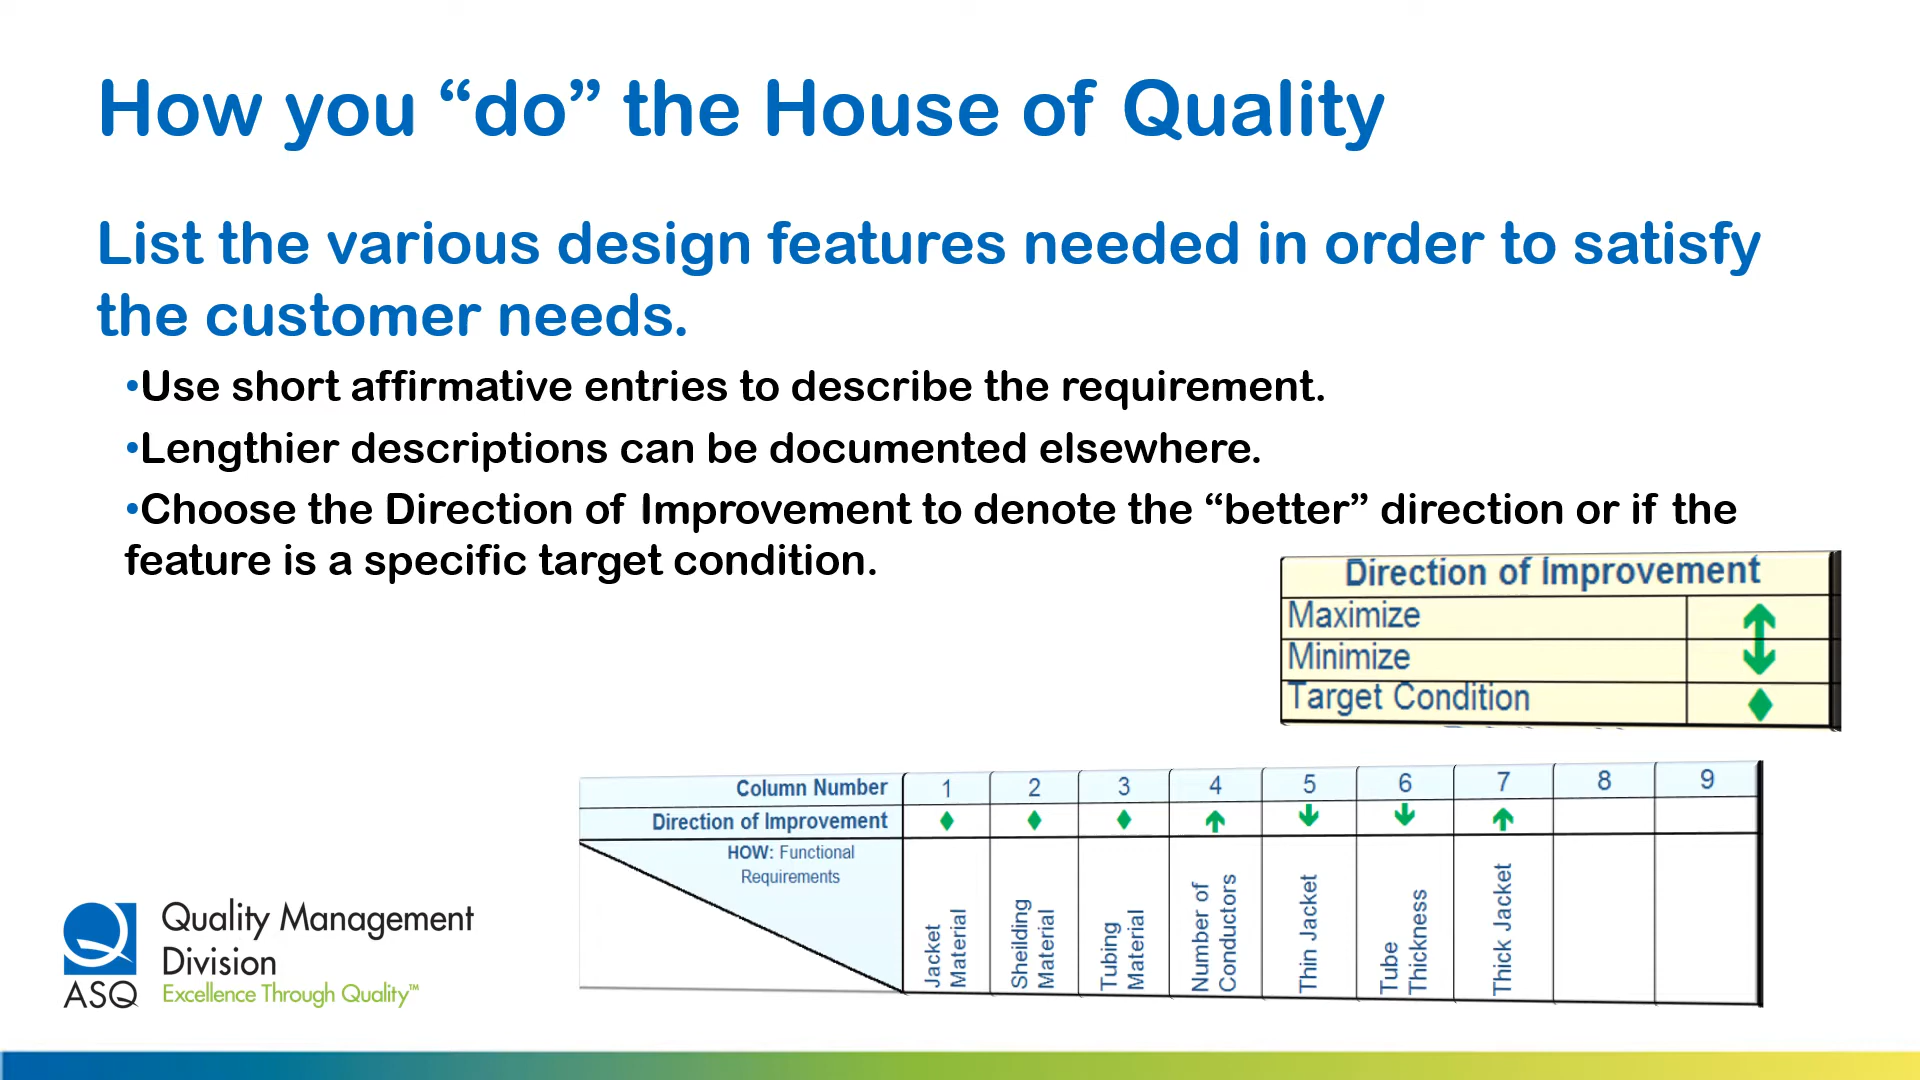 How you “do” the House of Quality
List the various design features needed in order to satisfy
the customer needs.
•Use short affirmative entries to describe the requirement.
•Lengthier descriptions can be documented elsewhere.
•Choose the Direction of Improvement to denote the “better” direction or if the
feature is a specific target condition.
Direction of Improvement
Maximize
Minimize
Target Condition
Column Number 1 2 3 4 5 6 7 8 9
Direction of Improvement
HOW: Functional
Requirements
Jacket
Material
Sheilding
Material
Tubing
Material
Number of
Conductors
Thin Jacket
Tube
Thickness
Thick Jacket
Quality Management
Division
ASQ Excellence Through Quality™